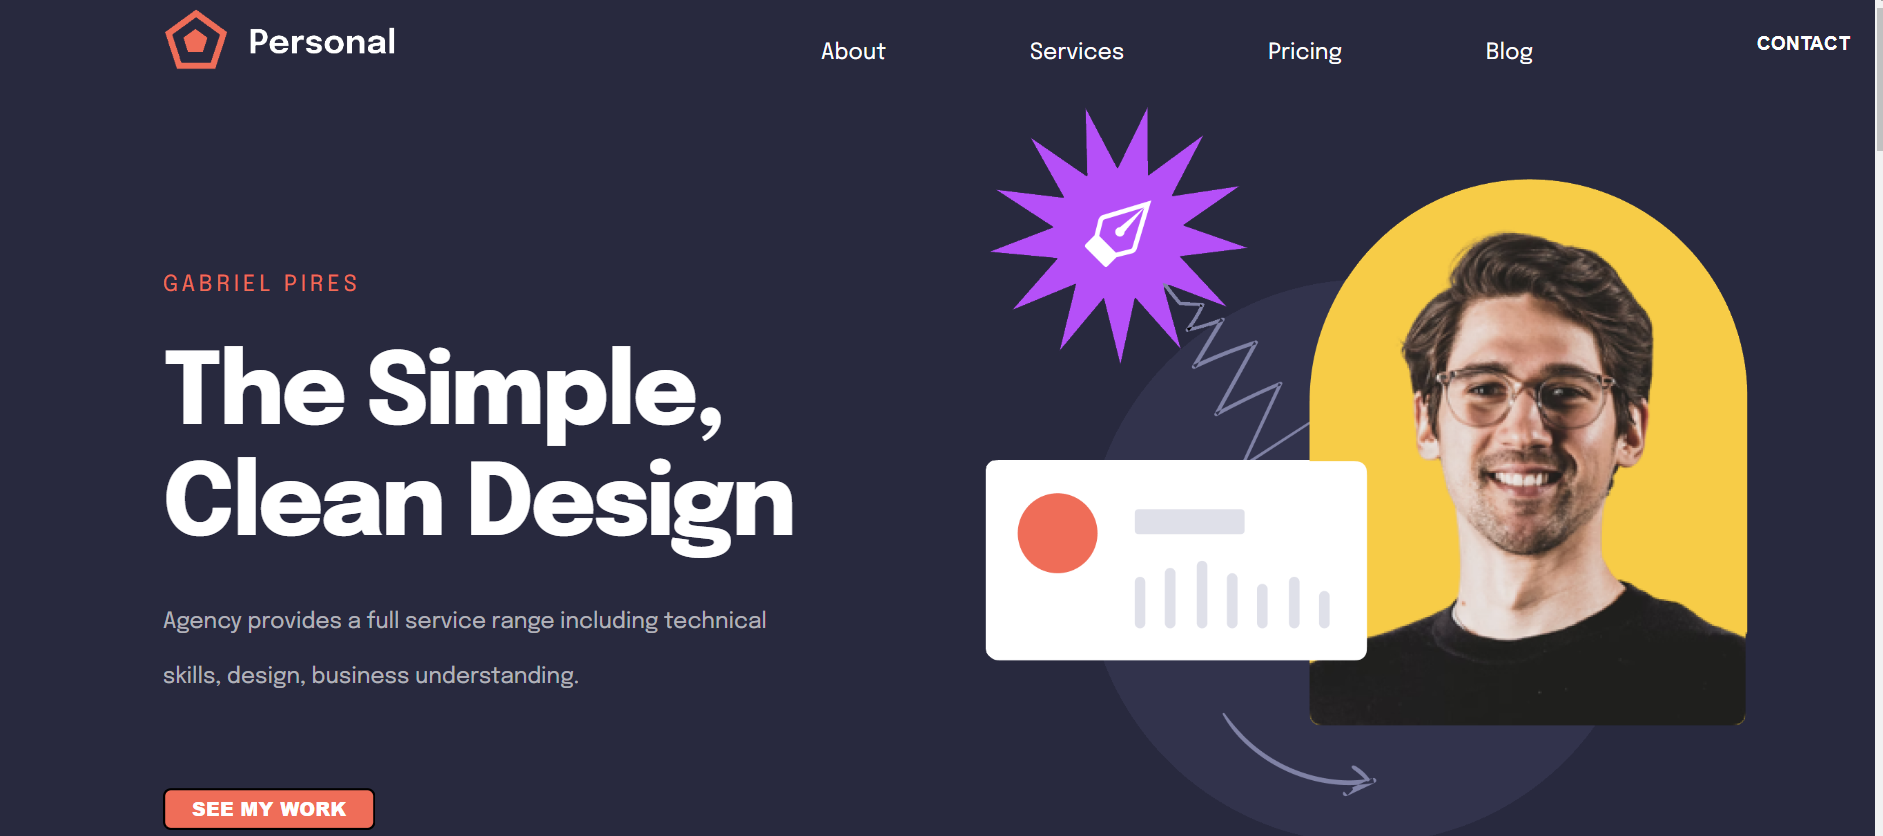 Personal
About
Services
Pricing
Blog
CONTACT
GABRIEL PIRES
The Simple,
Clean Design
Agency provides a full service range including technical
skills, design, business understanding.
SEE MY WORK